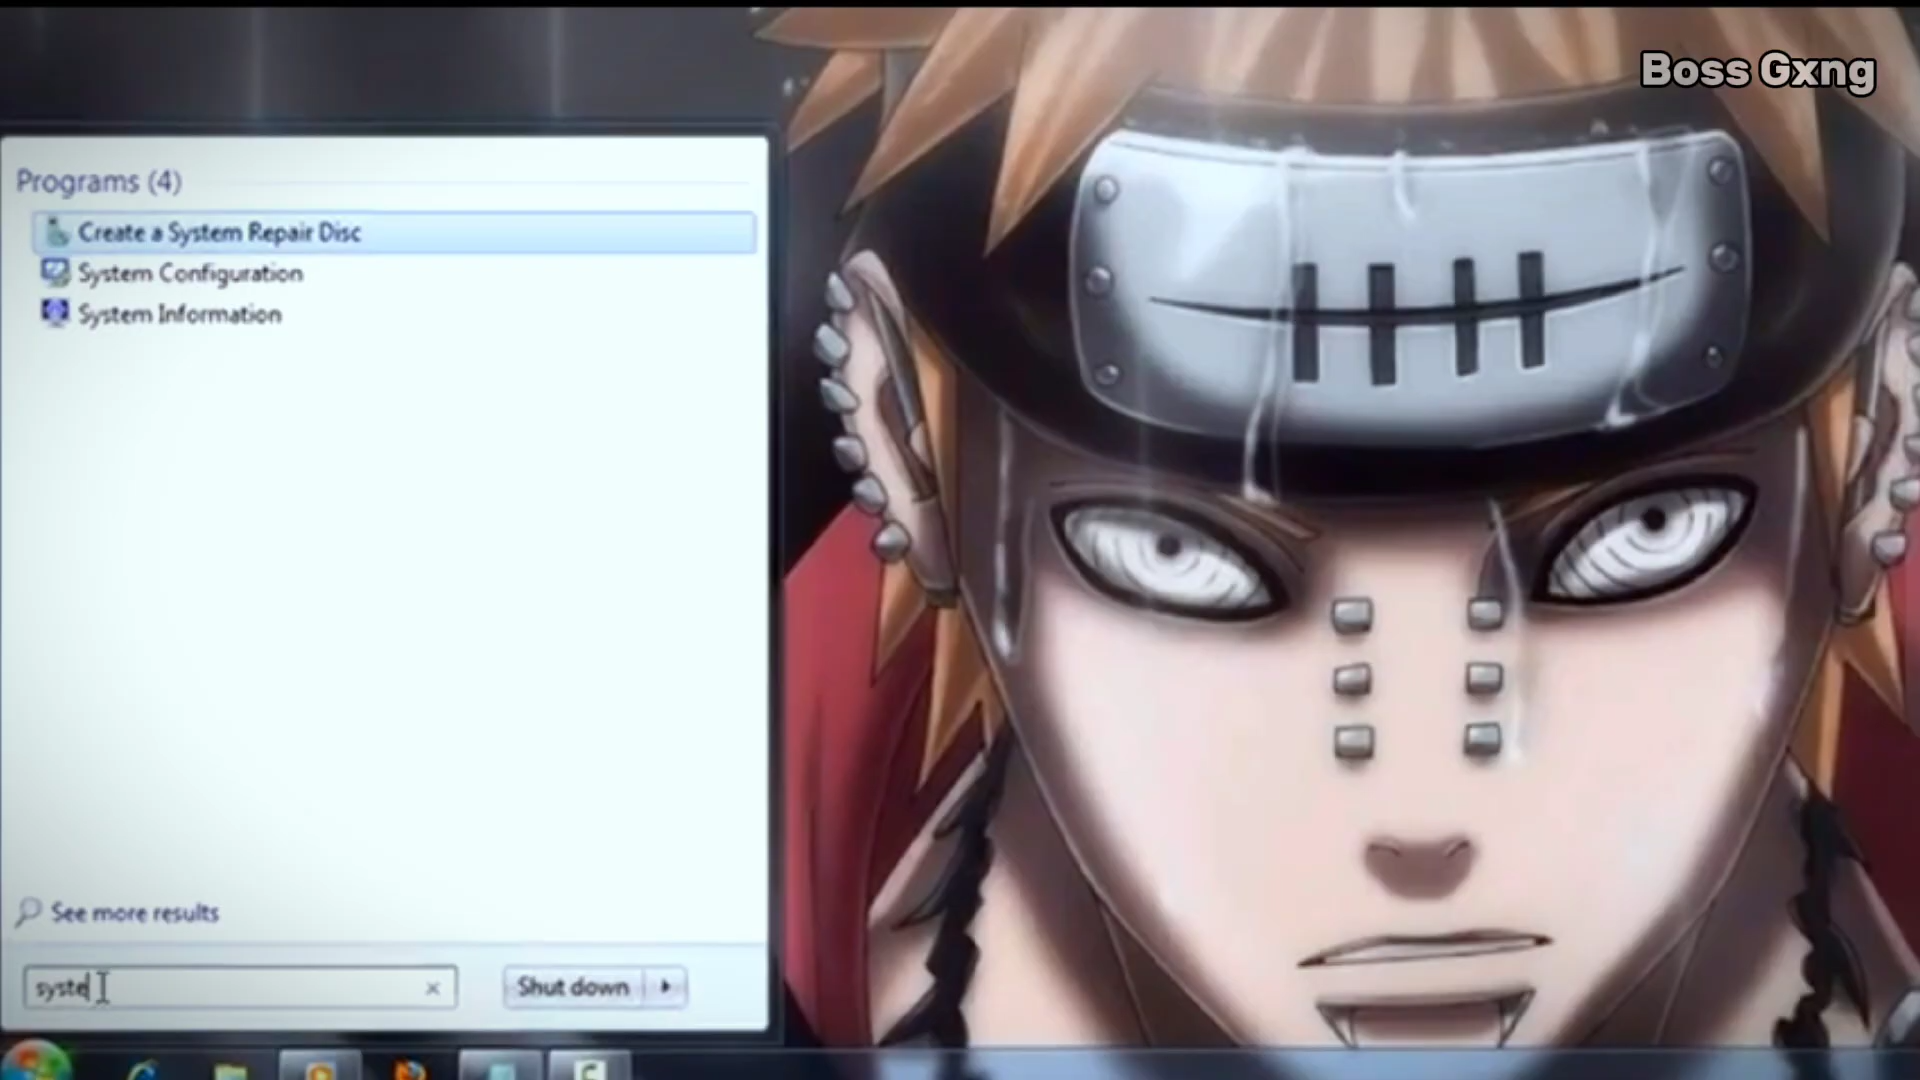 Boss Gxng
Programs (4)
Create a System Repair Disc
System Configuration
System Information
See more results
syste
Shut down